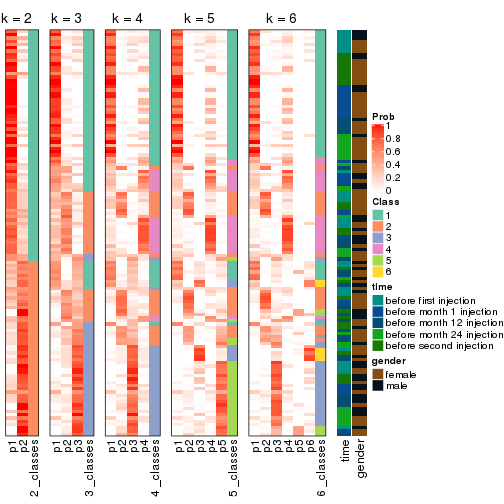 k = 2 k = 3 k = 4 k = 5 k = 6
Prob
1
0.8
0.6
0.4
0.2
0
Class
1
2
3
4
5
6
time
before first injection
before month 1 injection
before month 12 injection
before month 24 injection
before second injection
gender
female
male
p1 p2 2_classes p1 p2 p3 3_classes p1 p2 p3 p4 4_classes p1 p2 p3 p4 p5 5_classes p1 p2 p3 p4 p5 p6 6_classes time gender